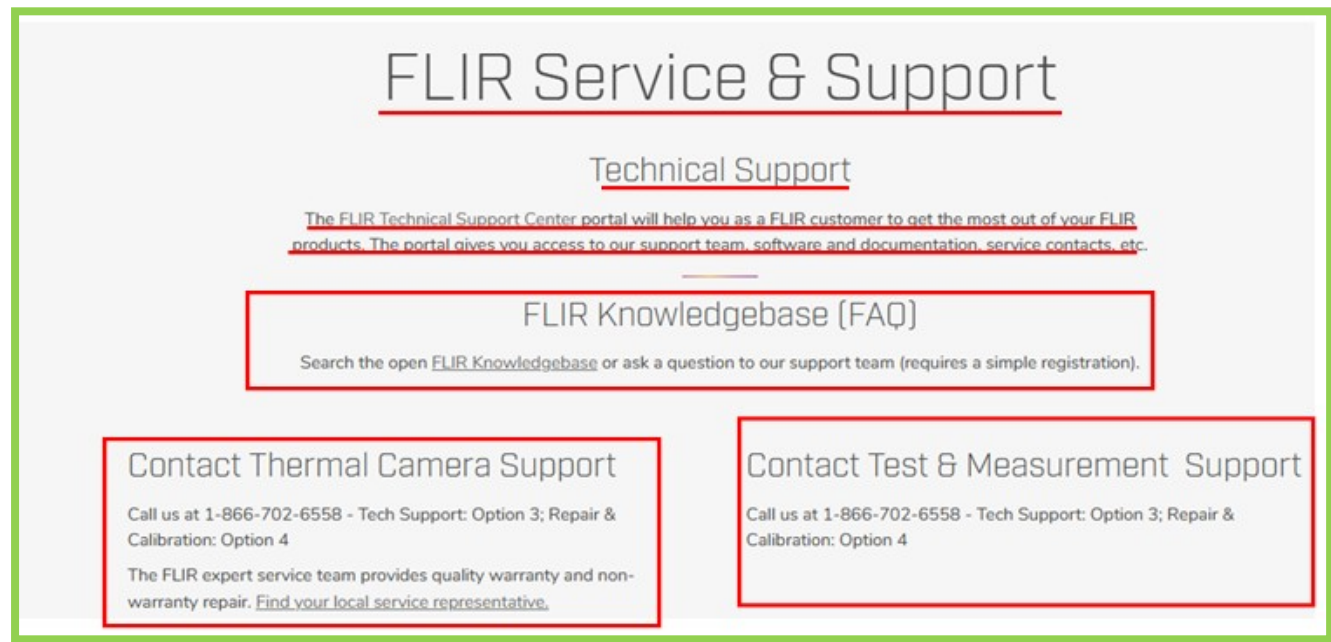 FLIR Service & Support
Technical Support
The FLIR Technical Support Center portal will help you as a FLIR customer to get the most out of your FLIR
products. The portal gives you access to our support team, software and documentation, service contacts, etc.
FLIR Knowledgebase (FAQ)
Search the open FLIR Knowledgebase or ask a question to our support team (requires a simple registration).
Contact Thermal Camera Support
Call us at 1-866-702-6558 - Tech Support: Option 3; Repair &
Calibration: Option 4
The FLIR expert service team provides quality warranty and non-
warranty repair. Find your local service representative.
Contact Test & Measurement Support
Call us at 1-866-702-6558 - Tech Support: Option 3; Repair &
Calibration: Option 4